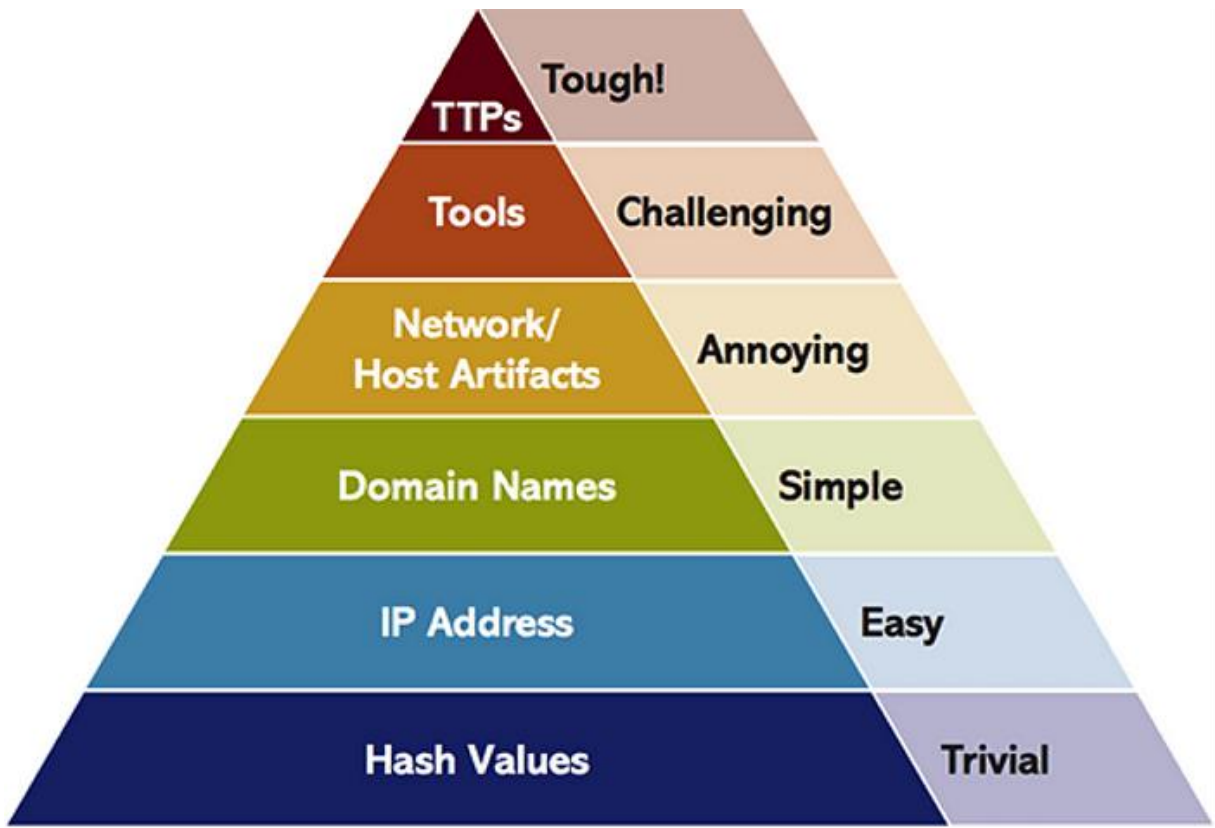 TTPs
Tough!
Tools
Challenging
Network/
Host Artifacts
Annoying
Domain Names
Simple
IP Address
Easy
Hash Values
Trivial